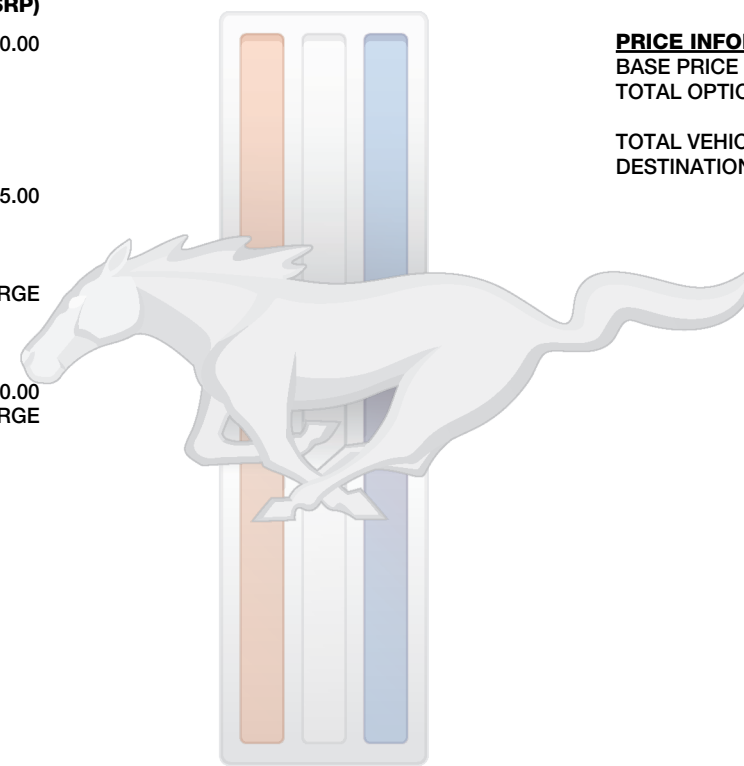 SRP)
0.00
5.00
RGE
0.00
RGE
PRICE INFO
BASE PRICE
TOTAL OPTIO
TOTAL VEHIC
DESTINATION